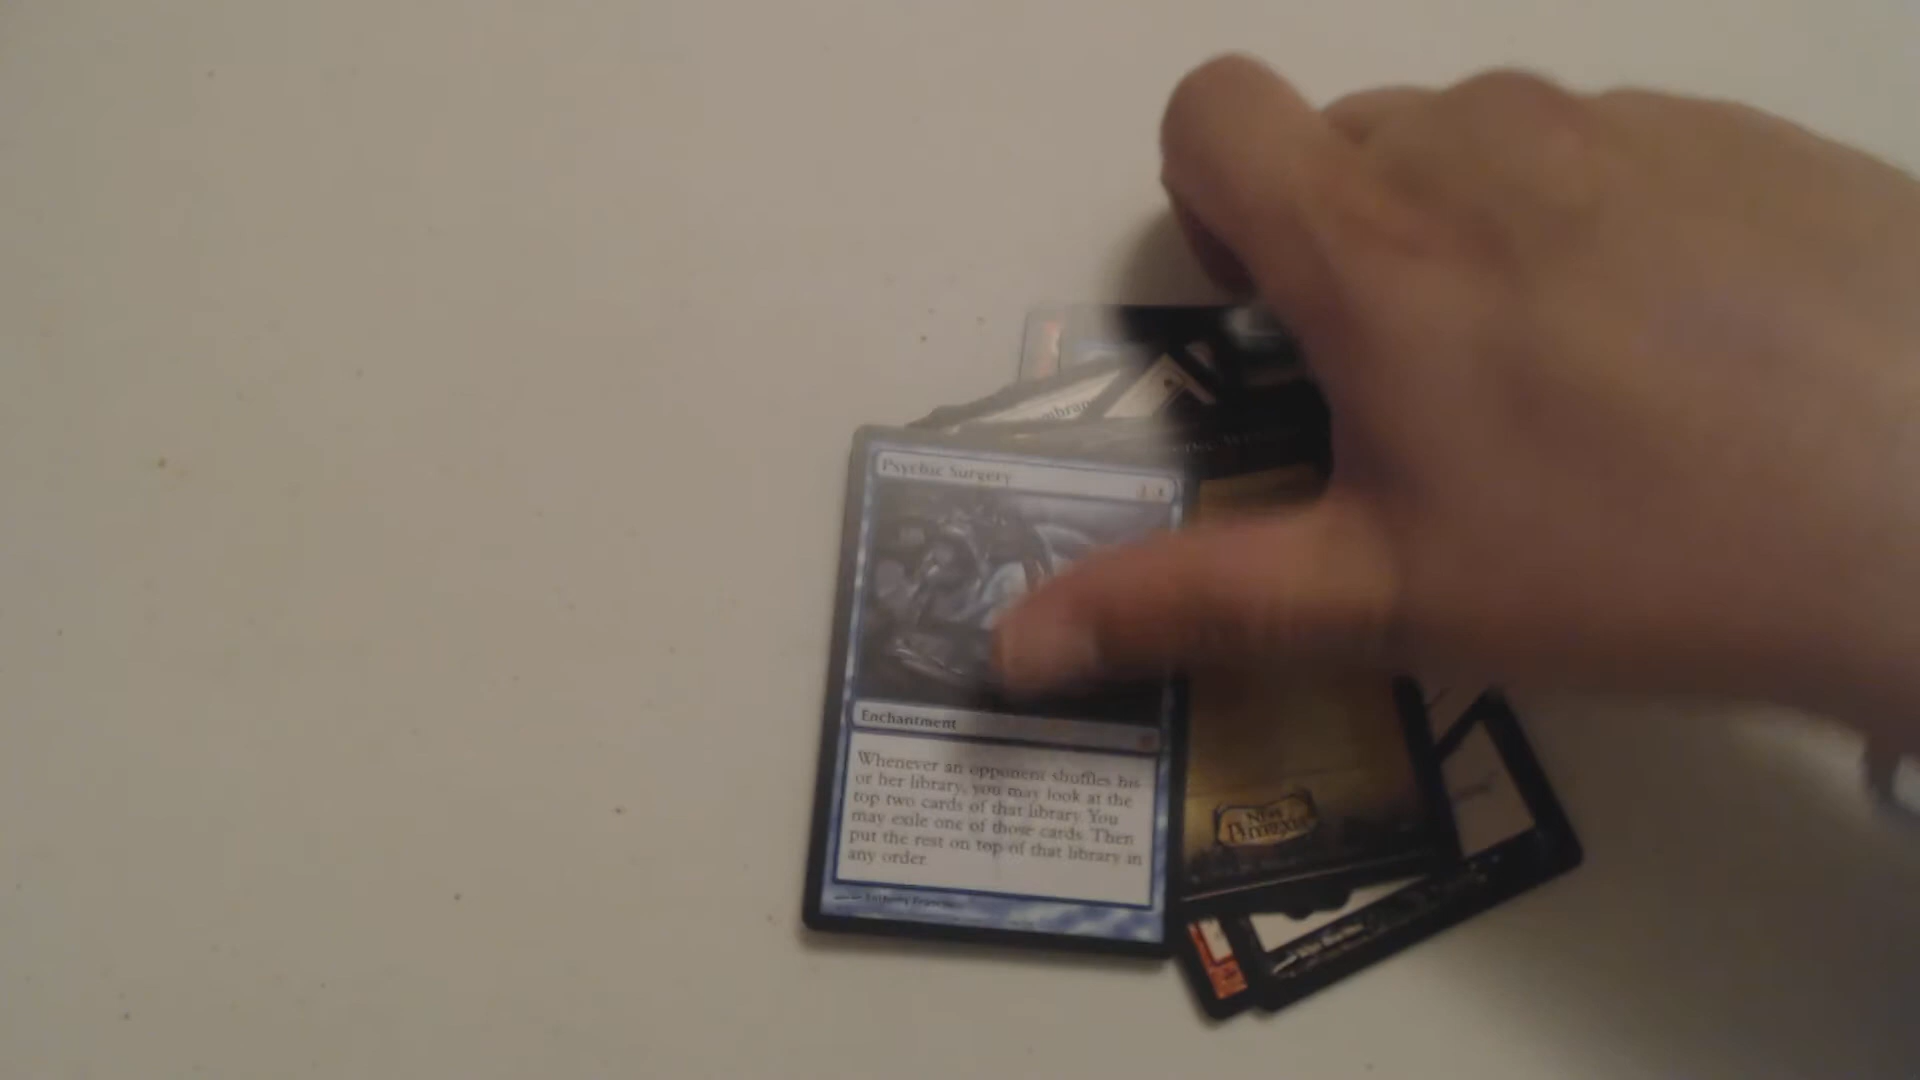 Psychic Surgery
Enchantment
Whenever an opponent shuffles his
or her library, you may look at the
top two cards of that library. You
may exile one of those cards. Then
put the rest on top of that library in
any order.
Anthony Francisco
NEW
PHYREXIA